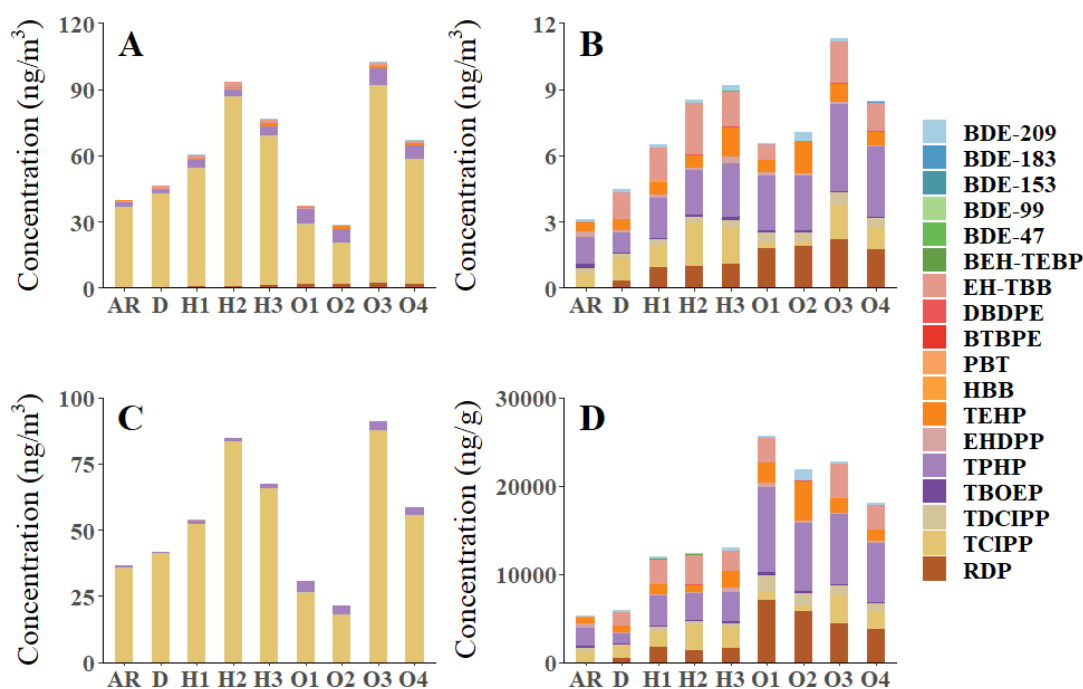 A
Concentration (ng/m³)
120
90
60
30
0
AR D H1 H2 H3 O1 O2 O3 O4
B
Concentration (ng/m³)
12
9
6
3
0
AR D H1 H2 H3 O1 O2 O3 O4
C
Concentration (ng/m³)
100
75
50
25
0
AR D H1 H2 H3 O1 O2 O3 O4
D
Concentration (ng/g)
30000
20000
10000
0
AR D H1 H2 H3 O1 O2 O3 O4
BDE-209
BDE-183
BDE-153
BDE-99
BDE-47
BEH-TEBP
EH-TBB
DBDPE
BTBPE
PBT
HBB
TEHP
EHDPP
TPHP
TBOEP
TDCIPP
TCIPP
RDP